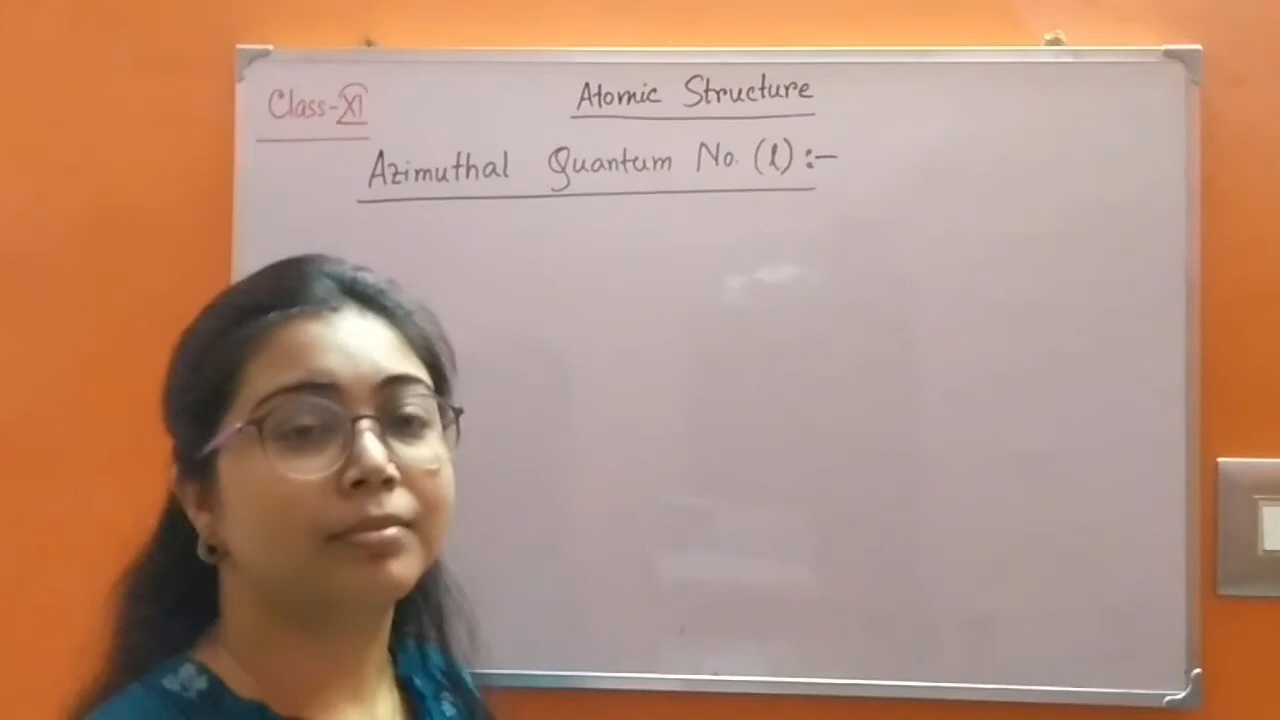 Class-XI
Atomic Structure
Azimuthal Quantum No. (l) :-